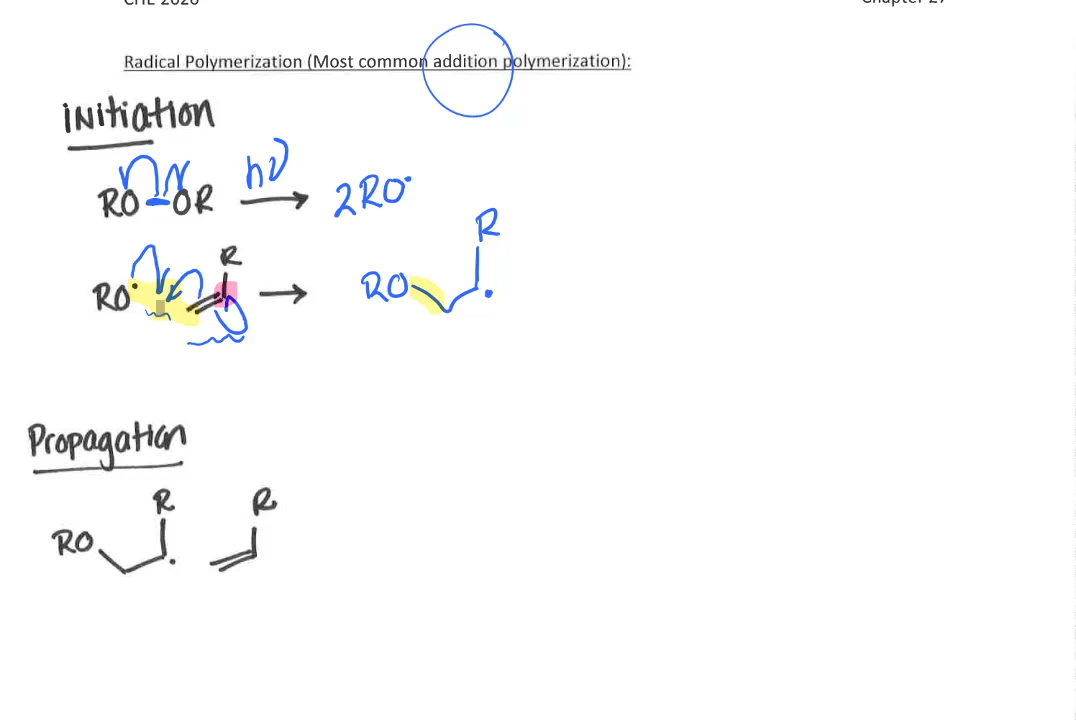 Radical Polymerization (Most common addition polymerization):
Initiation
RO-OR hν → 2RO•
R R
RO• → RO •
Propagation
R R
RO •